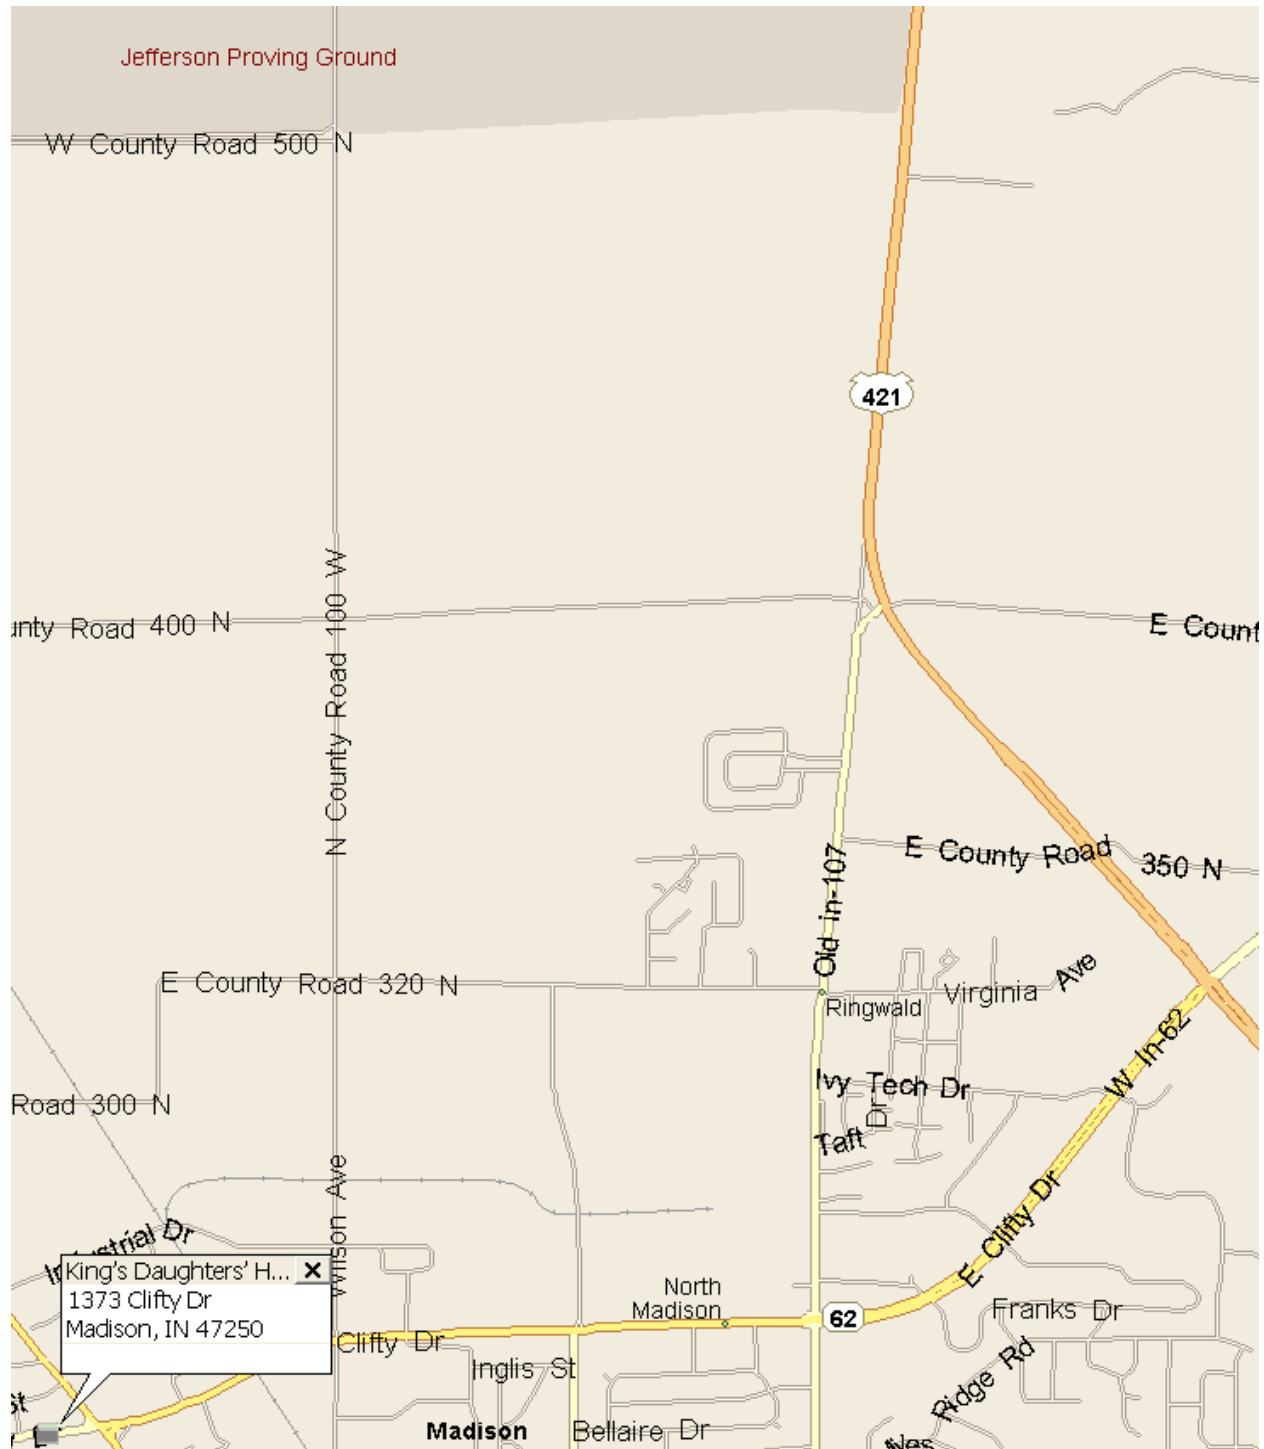 Jefferson Proving Ground
W County Road 500 N
421
N County Road 100 W
unty Road 400 N
E Count
E County Road 350 N
Old in-107
E County Road 320 N
Ringwald
Virginia Ave
W In-62
Road 300 N
Ivy Tech Dr
Dr
Taft
Wilson Ave
Industrial Dr
E Clifty Dr
King's Daughters' H...
1373 Clifty Dr
Madison, IN 47250
North
Madison
62
Franks Dr
Clifty Dr
Inglis St
Ridge Rd
St
Madison
Bellaire Dr